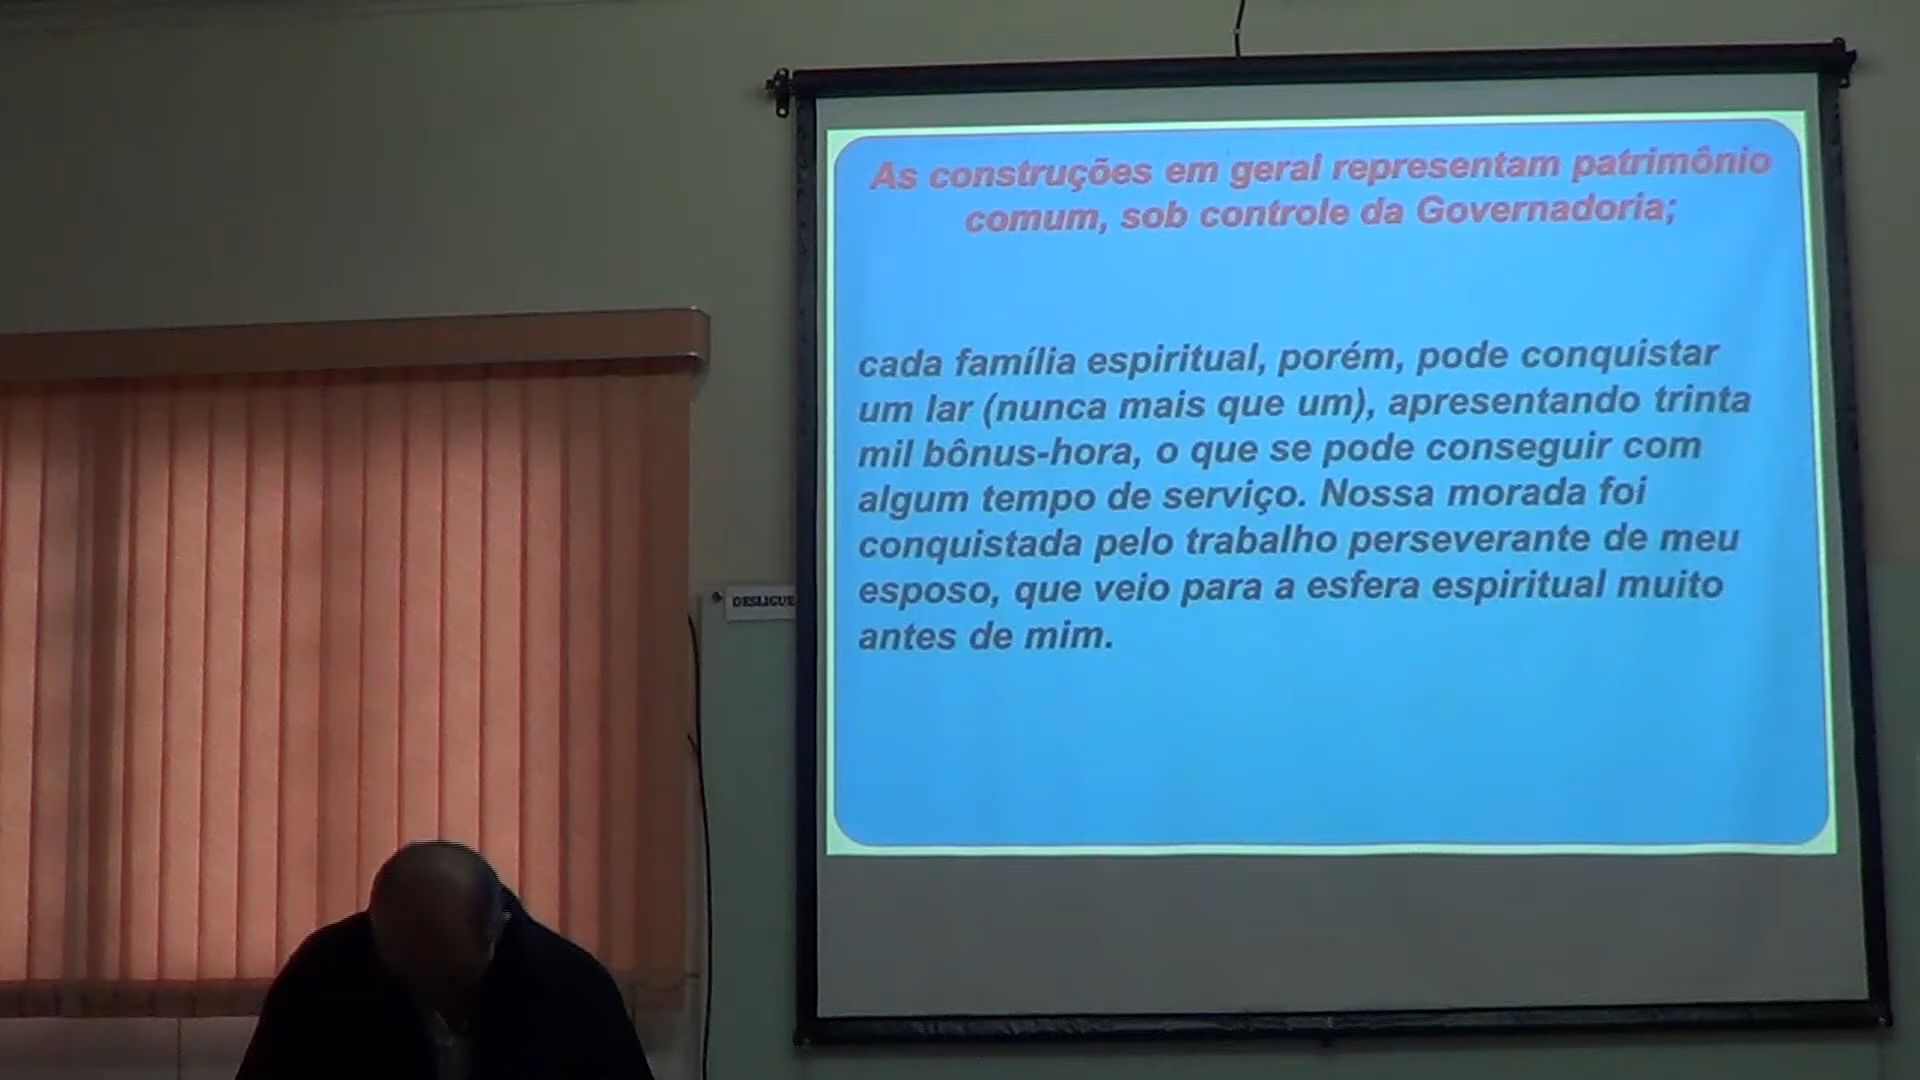 As construções em geral representam patrimônio
comum, sob controle da Governadoria;
cada família espiritual, porém, pode conquistar
um lar (nunca mais que um), apresentando trinta
mil bônus-hora, o que se pode conseguir com
algum tempo de serviço. Nossa morada foi
conquistada pelo trabalho perseverante de meu
esposo, que veio para a esfera espiritual muito
antes de mim.
DESLIGUE